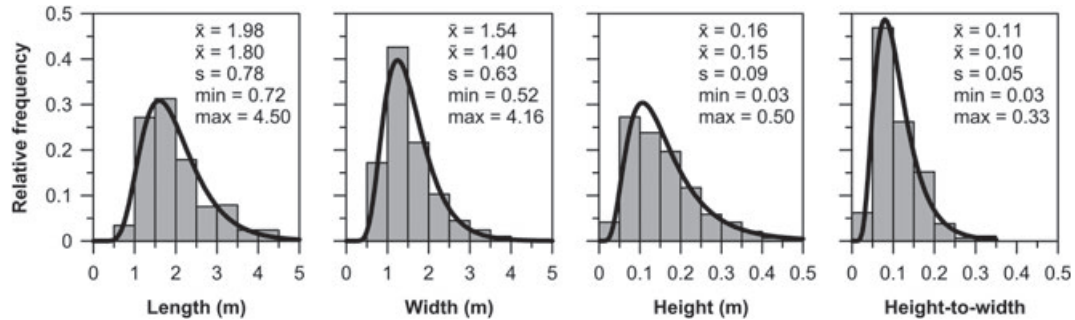 0.5
0.4
0.3
0.2
0.1
0
Relative frequency
x̄ = 1.98
x̃ = 1.80
s = 0.78
min = 0.72
max = 4.50
0 1 2 3 4 5
Length (m)
x̄ = 1.54
x̃ = 1.40
s = 0.63
min = 0.52
max = 4.16
0 1 2 3 4 5
Width (m)
x̄ = 0.16
x̃ = 0.15
s = 0.09
min = 0.03
max = 0.50
0 0.1 0.2 0.3 0.4 0.5
Height (m)
x̄ = 0.11
x̃ = 0.10
s = 0.05
min = 0.03
max = 0.33
0 0.1 0.2 0.3 0.4 0.5
Height-to-width